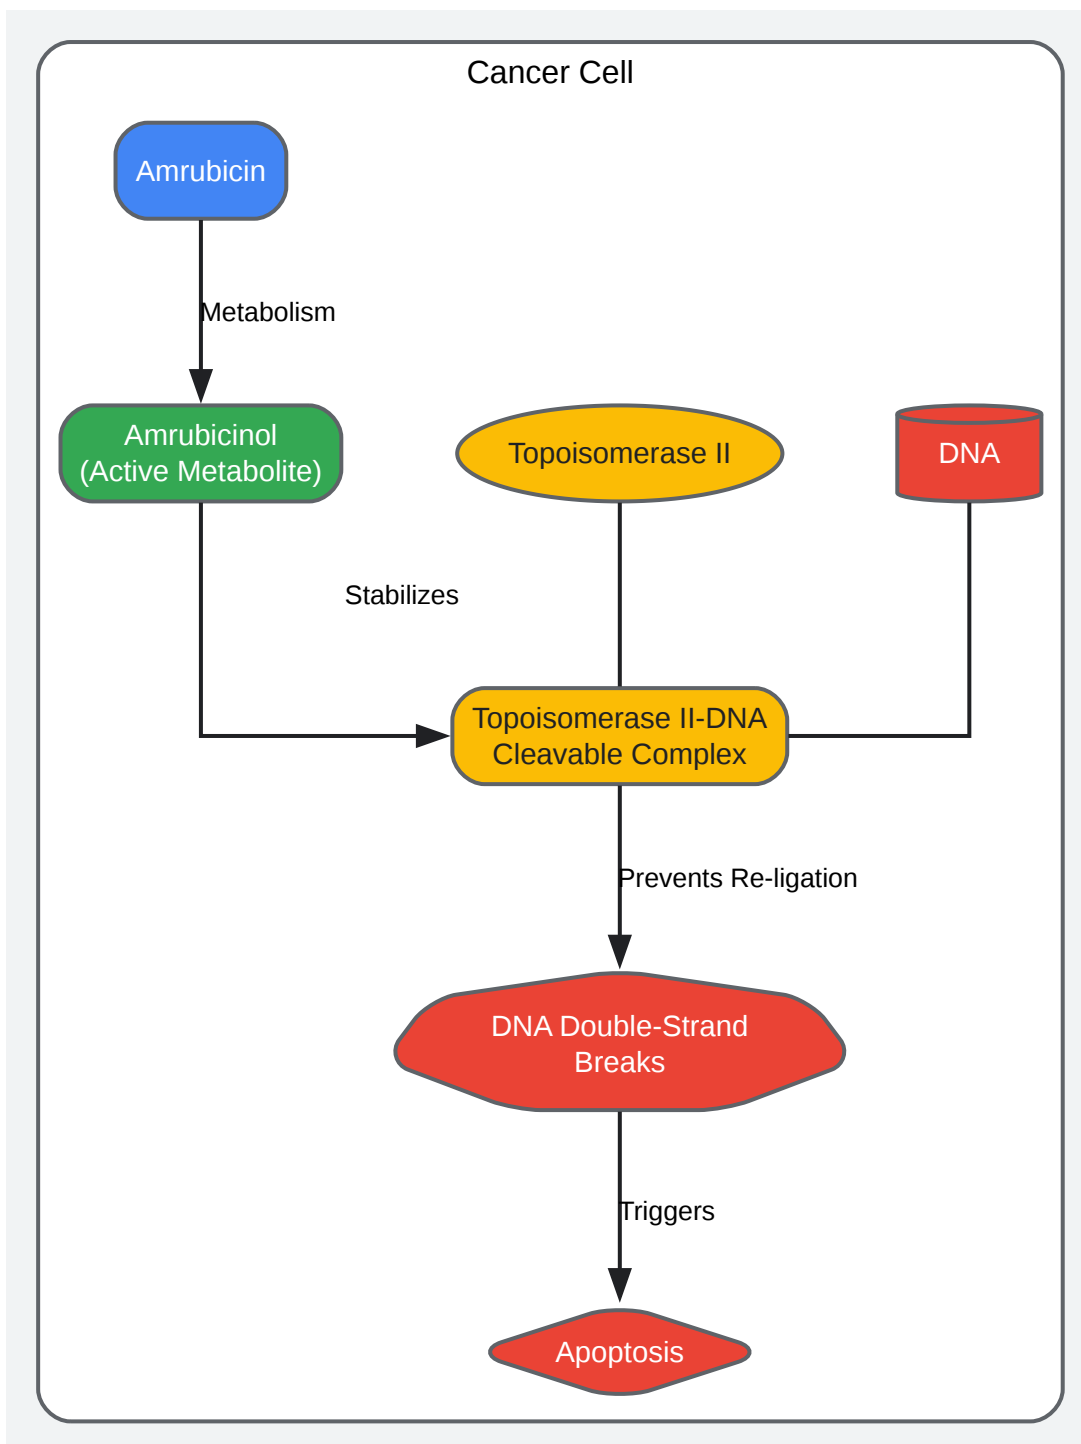 Cancer Cell
Amrubicin
Metabolism
Amrubicinol
(Active Metabolite)
Topoisomerase II
DNA
Stabilizes
Topoisomerase II-DNA
Cleavable Complex
Prevents Re-ligation
DNA Double-Strand
Breaks
Triggers
Apoptosis